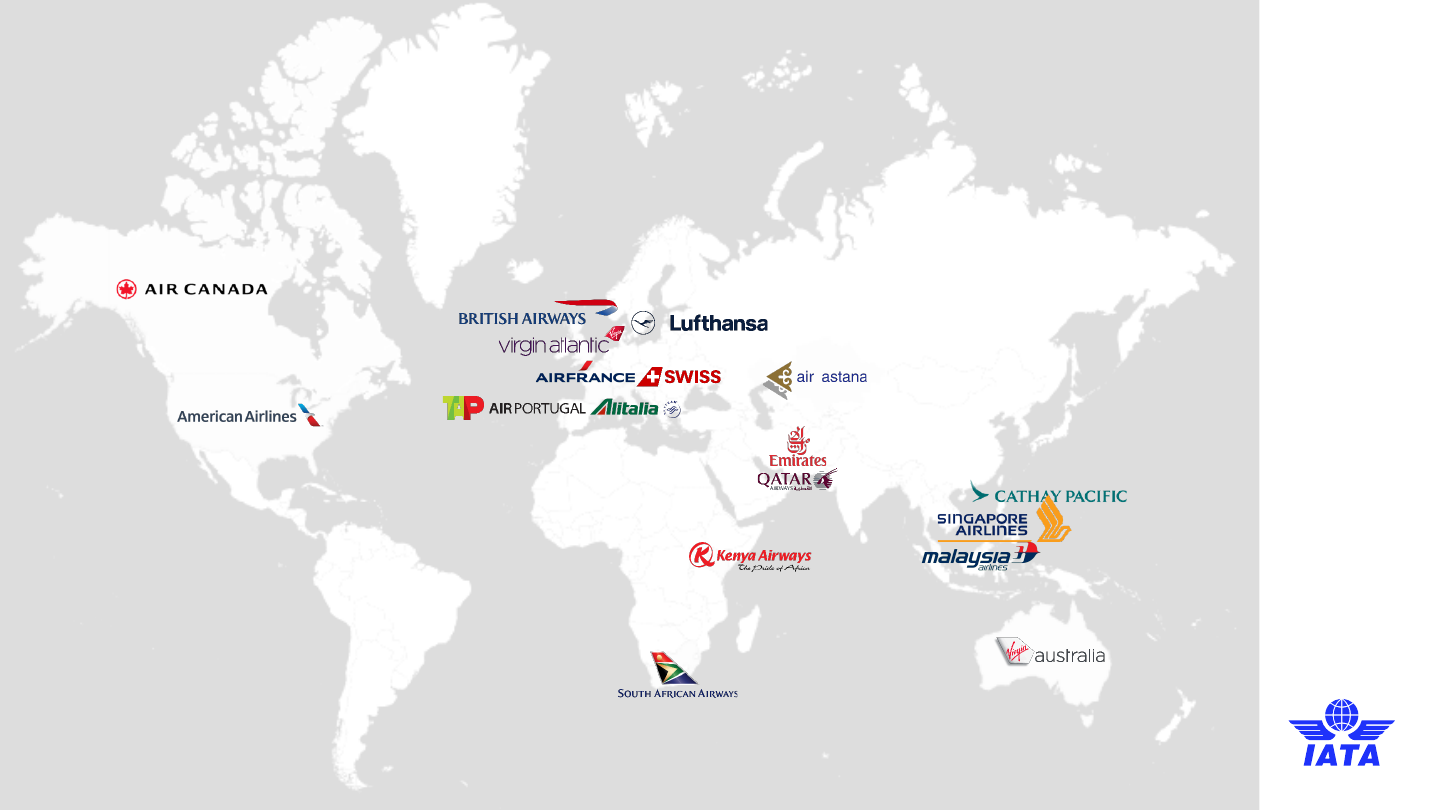 AIR CANADA
BRITISH AIRWAYS
Lufthansa
virgin atlantic
AIRFRANCE
SWISS
air astana
TAP AIR PORTUGAL
Alitalia
American Airlines
Emirates
QATAR
AIRWAYS القطرية
CATHAY PACIFIC
SINGAPORE
AIRLINES
malaysia
airlines
Kenya Airways
The Pride of Africa
Virgin australia
SOUTH AFRICAN AIRWAYS
IATA